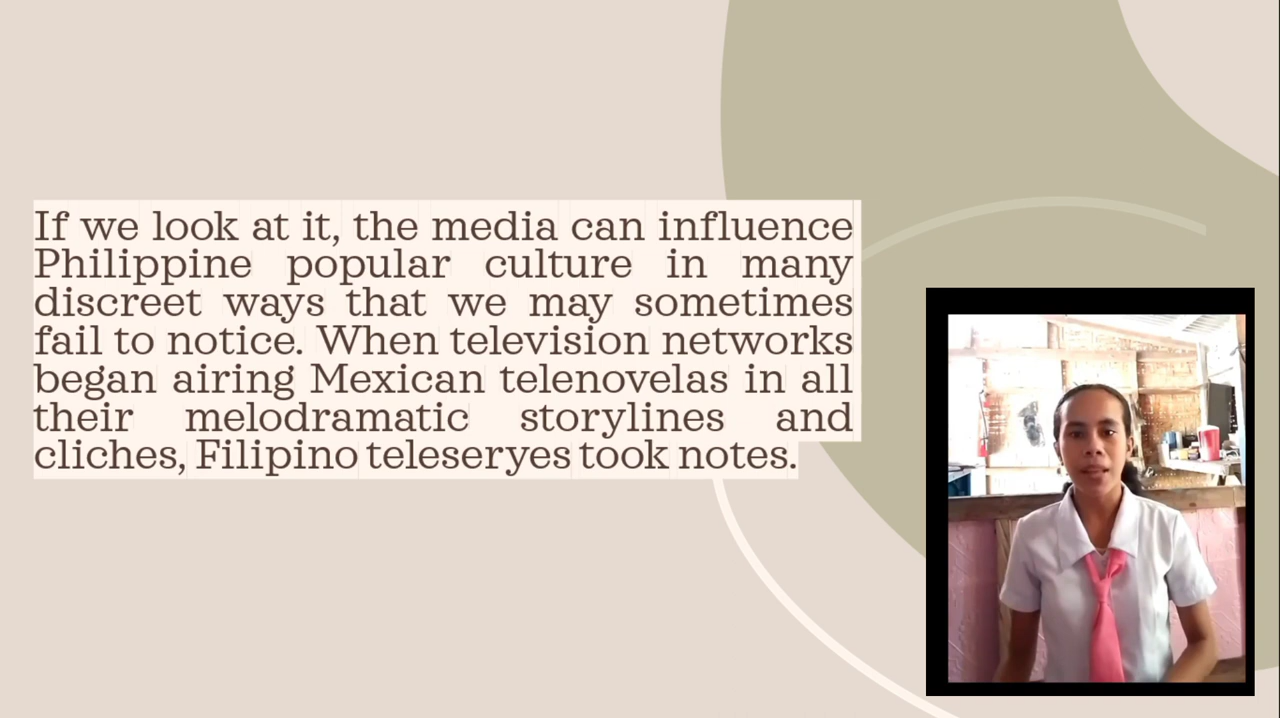 If we look at it, the media can influence
Philippine popular culture in many
discreet ways that we may sometimes
fail to notice. When television networks
began airing Mexican telenovelas in all
their melodramatic storylines and
cliches, Filipino teleseryes took notes.